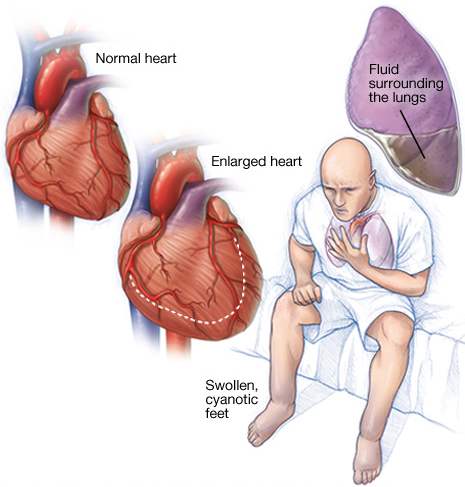 Normal heart
Fluid
surrounding
the lungs
Enlarged heart
Swollen,
cyanotic
feet